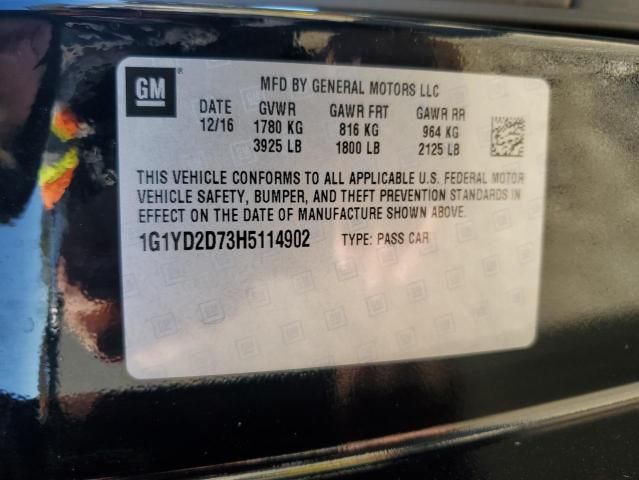 GM
MFD BY GENERAL MOTORS LLC
DATE GVWR GAWR FRT GAWR RR
12/16 1780 KG 816 KG 964 KG
3925 LB 1800 LB 2125 LB
THIS VEHICLE CONFORMS TO ALL APPLICABLE U.S. FEDERAL MOTOR
VEHICLE SAFETY, BUMPER, AND THEFT PREVENTION STANDARDS IN
EFFECT ON THE DATE OF MANUFACTURE SHOWN ABOVE.
1G1YD2D73H5114902 TYPE: PASS CAR